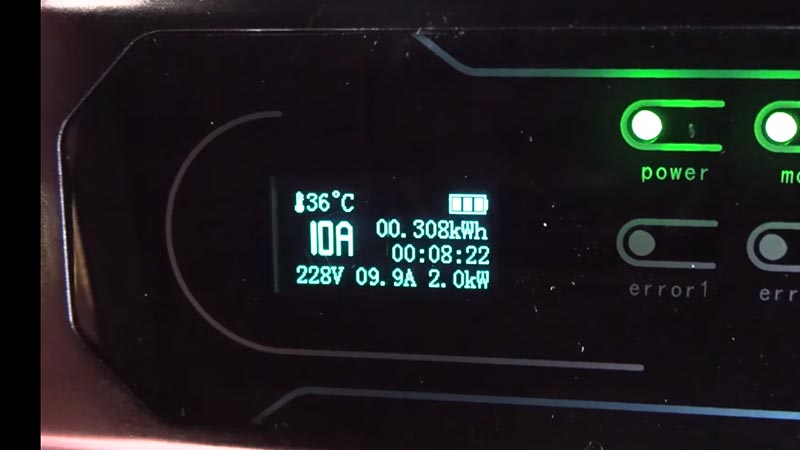 36°C
10A 00.308kWh
00:08:22
228V 09.9A 2.0kW
power
error1